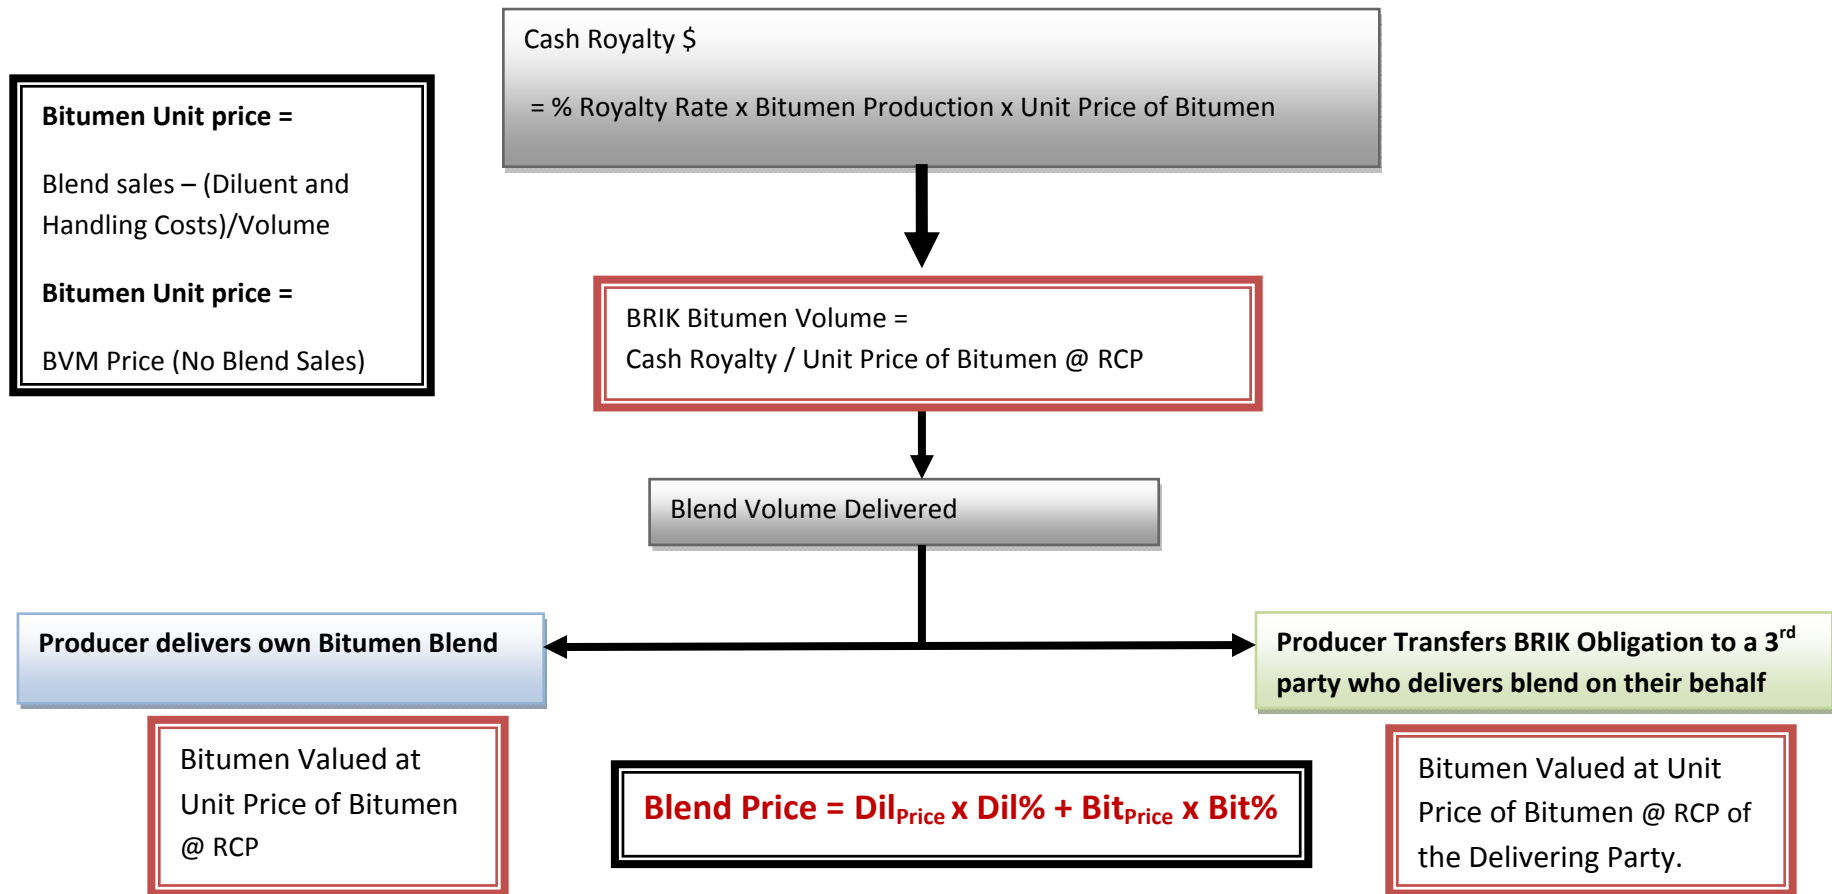 Cash Royalty $
= % Royalty Rate x Bitumen Production x Unit Price of Bitumen
Bitumen Unit price =
Blend sales – (Diluent and
Handling Costs)/Volume
Bitumen Unit price =
BVM Price (No Blend Sales)
BRIK Bitumen Volume =
Cash Royalty / Unit Price of Bitumen @ RCP
Blend Volume Delivered
Producer delivers own Bitumen Blend
Producer Transfers BRIK Obligation to a 3rd
party who delivers blend on their behalf
Bitumen Valued at
Unit Price of Bitumen
@ RCP
Blend Price = DilPrice x Dil% + BitPrice x Bit%
Bitumen Valued at Unit
Price of Bitumen @ RCP of
the Delivering Party.